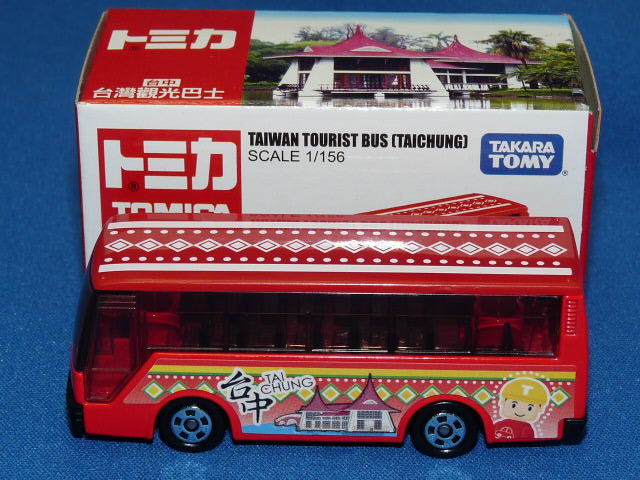 トミカ
台中
台灣觀光巴士
トミカ
TOMICA
TAIWAN TOURIST BUS (TAICHUNG)
SCALE 1/156
TAKARA
TOMY
台中
TAI
CHUNG
T